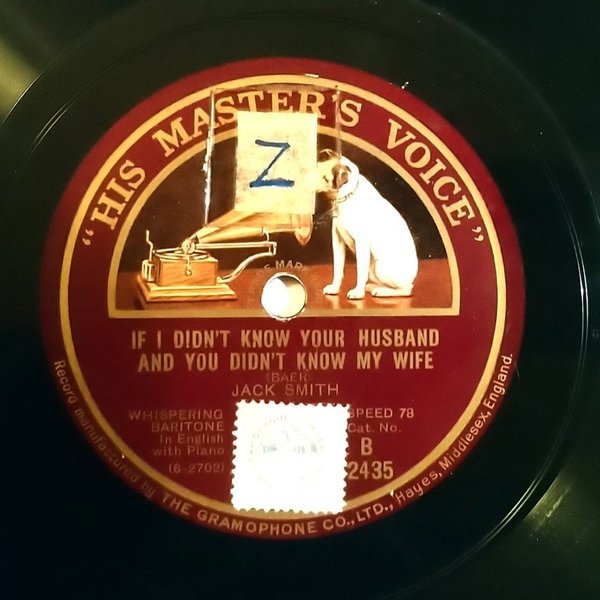 "HIS MASTER'S VOICE"
Z
MAR
IF I DIDN'T KNOW YOUR HUSBAND
AND YOU DIDN'T KNOW MY WIFE
(BAER)
JACK SMITH
WHISPERING
BARITONE
in English
with Piano
(6-2702)
SPEED 78
Cat. No.
B
2435
Record manufactured by THE GRAMOPHONE CO., LTD., Hayes, Middlesex, England.